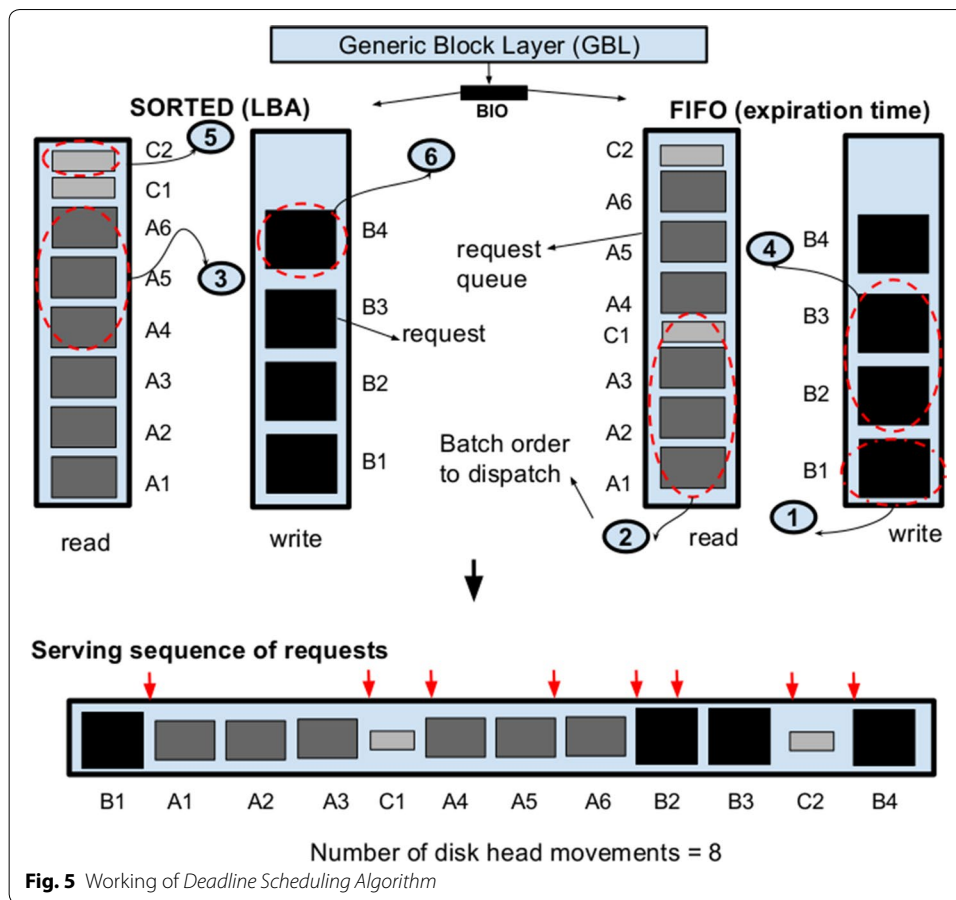 Generic Block Layer (GBL)
BIO
SORTED (LBA)
FIFO (expiration time)
C2
C1
A6
A5
A4
A3
A2
A1
read
5
3
B4
B3
B2
B1
write
6
request
request
queue
Batch order
to dispatch
C2
A6
A5
A4
C1
A3
A2
A1
2
read
4
B4
B3
B2
B1
1
write
Serving sequence of requests
B1 A1 A2 A3 C1 A4 A5 A6 B2 B3 C2 B4
Number of disk head movements = 8
Fig. 5 Working of Deadline Scheduling Algorithm